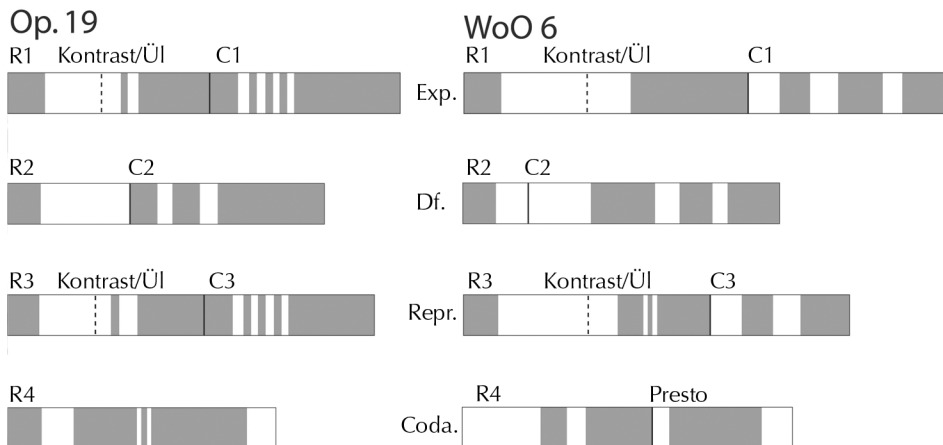 Op. 19 WoO 6
R1 Kontrast/Ül C1 R1 Kontrast/Ül C1
Exp.
R2 C2 R2 C2
Df.
R3 Kontrast/Ül C3 R3 Kontrast/Ül C3
Repr.
R4 R4 Presto
Coda.